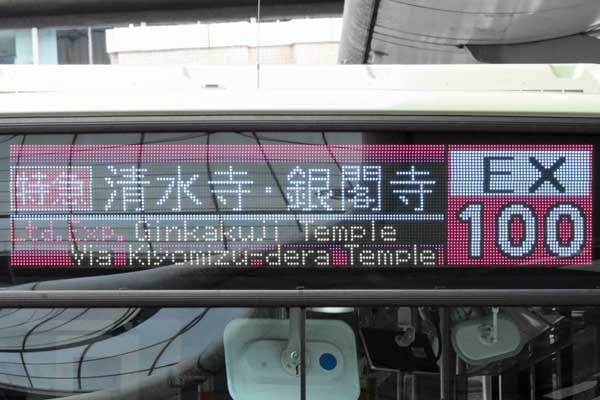 特急 清水寺・銀閣寺
Ltd.Exp. Ginkakuji Temple
Via Kiyomizu-dera Temple
EX
100